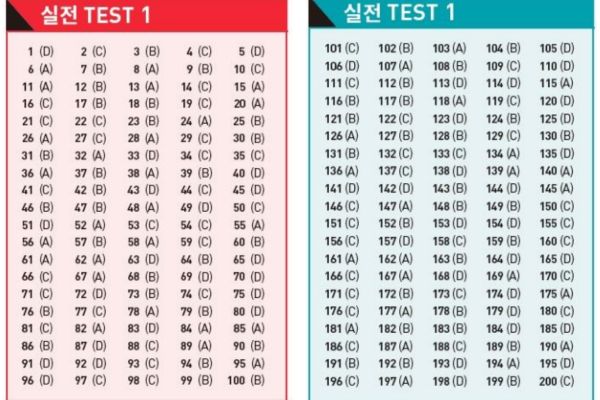 실전 TEST 1
1 (D) 2 (C) 3 (B) 4 (C) 5 (D)
6 (A) 7 (B) 8 (A) 9 (B) 10 (C)
11 (A) 12 (B) 13 (A) 14 (C) 15 (A)
16 (C) 17 (B) 18 (B) 19 (C) 20 (A)
21 (C) 22 (C) 23 (B) 24 (A) 25 (B)
26 (A) 27 (C) 28 (A) 29 (C) 30 (B)
31 (B) 32 (A) 33 (D) 34 (C) 35 (C)
36 (A) 37 (B) 38 (A) 39 (B) 40 (D)
41 (C) 42 (B) 43 (D) 44 (C) 45 (D)
46 (B) 47 (B) 48 (A) 49 (D) 50 (C)
51 (D) 52 (A) 53 (C) 54 (C) 55 (A)
56 (A) 57 (B) 58 (A) 59 (C) 60 (B)
61 (A) 62 (A) 63 (D) 64 (B) 65 (D)
66 (C) 67 (A) 68 (B) 69 (D) 70 (D)
71 (C) 72 (D) 73 (B) 74 (C) 75 (D)
76 (B) 77 (C) 78 (A) 79 (B) 80 (D)
81 (C) 82 (A) 83 (D) 84 (A) 85 (A)
86 (B) 87 (D) 88 (C) 89 (A) 90 (B)
91 (D) 92 (D) 93 (C) 94 (B) 95 (A)
96 (D) 97 (C) 98 (C) 99 (B) 100 (B)
실전 TEST 1
101 (C) 102 (B) 103 (A) 104 (B) 105 (D)
106 (D) 107 (A) 108 (B) 109 (C) 110 (D)
111 (C) 112 (B) 113 (D) 114 (D) 115 (A)
116 (B) 117 (B) 118 (A) 119 (C) 120 (D)
121 (B) 122 (C) 123 (D) 124 (B) 125 (D)
126 (A) 127 (B) 128 (B) 129 (C) 130 (B)
131 (B) 132 (C) 133 (C) 134 (A) 135 (D)
136 (A) 137 (C) 138 (D) 139 (A) 140 (A)
141 (D) 142 (D) 143 (B) 144 (D) 145 (A)
146 (C) 147 (A) 148 (B) 149 (B) 150 (C)
151 (C) 152 (B) 153 (D) 154 (D) 155 (C)
156 (C) 157 (D) 158 (C) 159 (B) 160 (C)
161 (A) 162 (A) 163 (B) 164 (D) 165 (D)
166 (C) 167 (A) 168 (D) 169 (A) 170 (C)
171 (C) 172 (B) 173 (C) 174 (D) 175 (A)
176 (C) 177 (A) 178 (B) 179 (D) 180 (C)
181 (A) 182 (B) 183 (B) 184 (D) 185 (D)
186 (C) 187 (A) 188 (C) 189 (B) 190 (A)
191 (B) 192 (B) 193 (D) 194 (A) 195 (D)
196 (C) 197 (A) 198 (D) 199 (B) 200 (C)